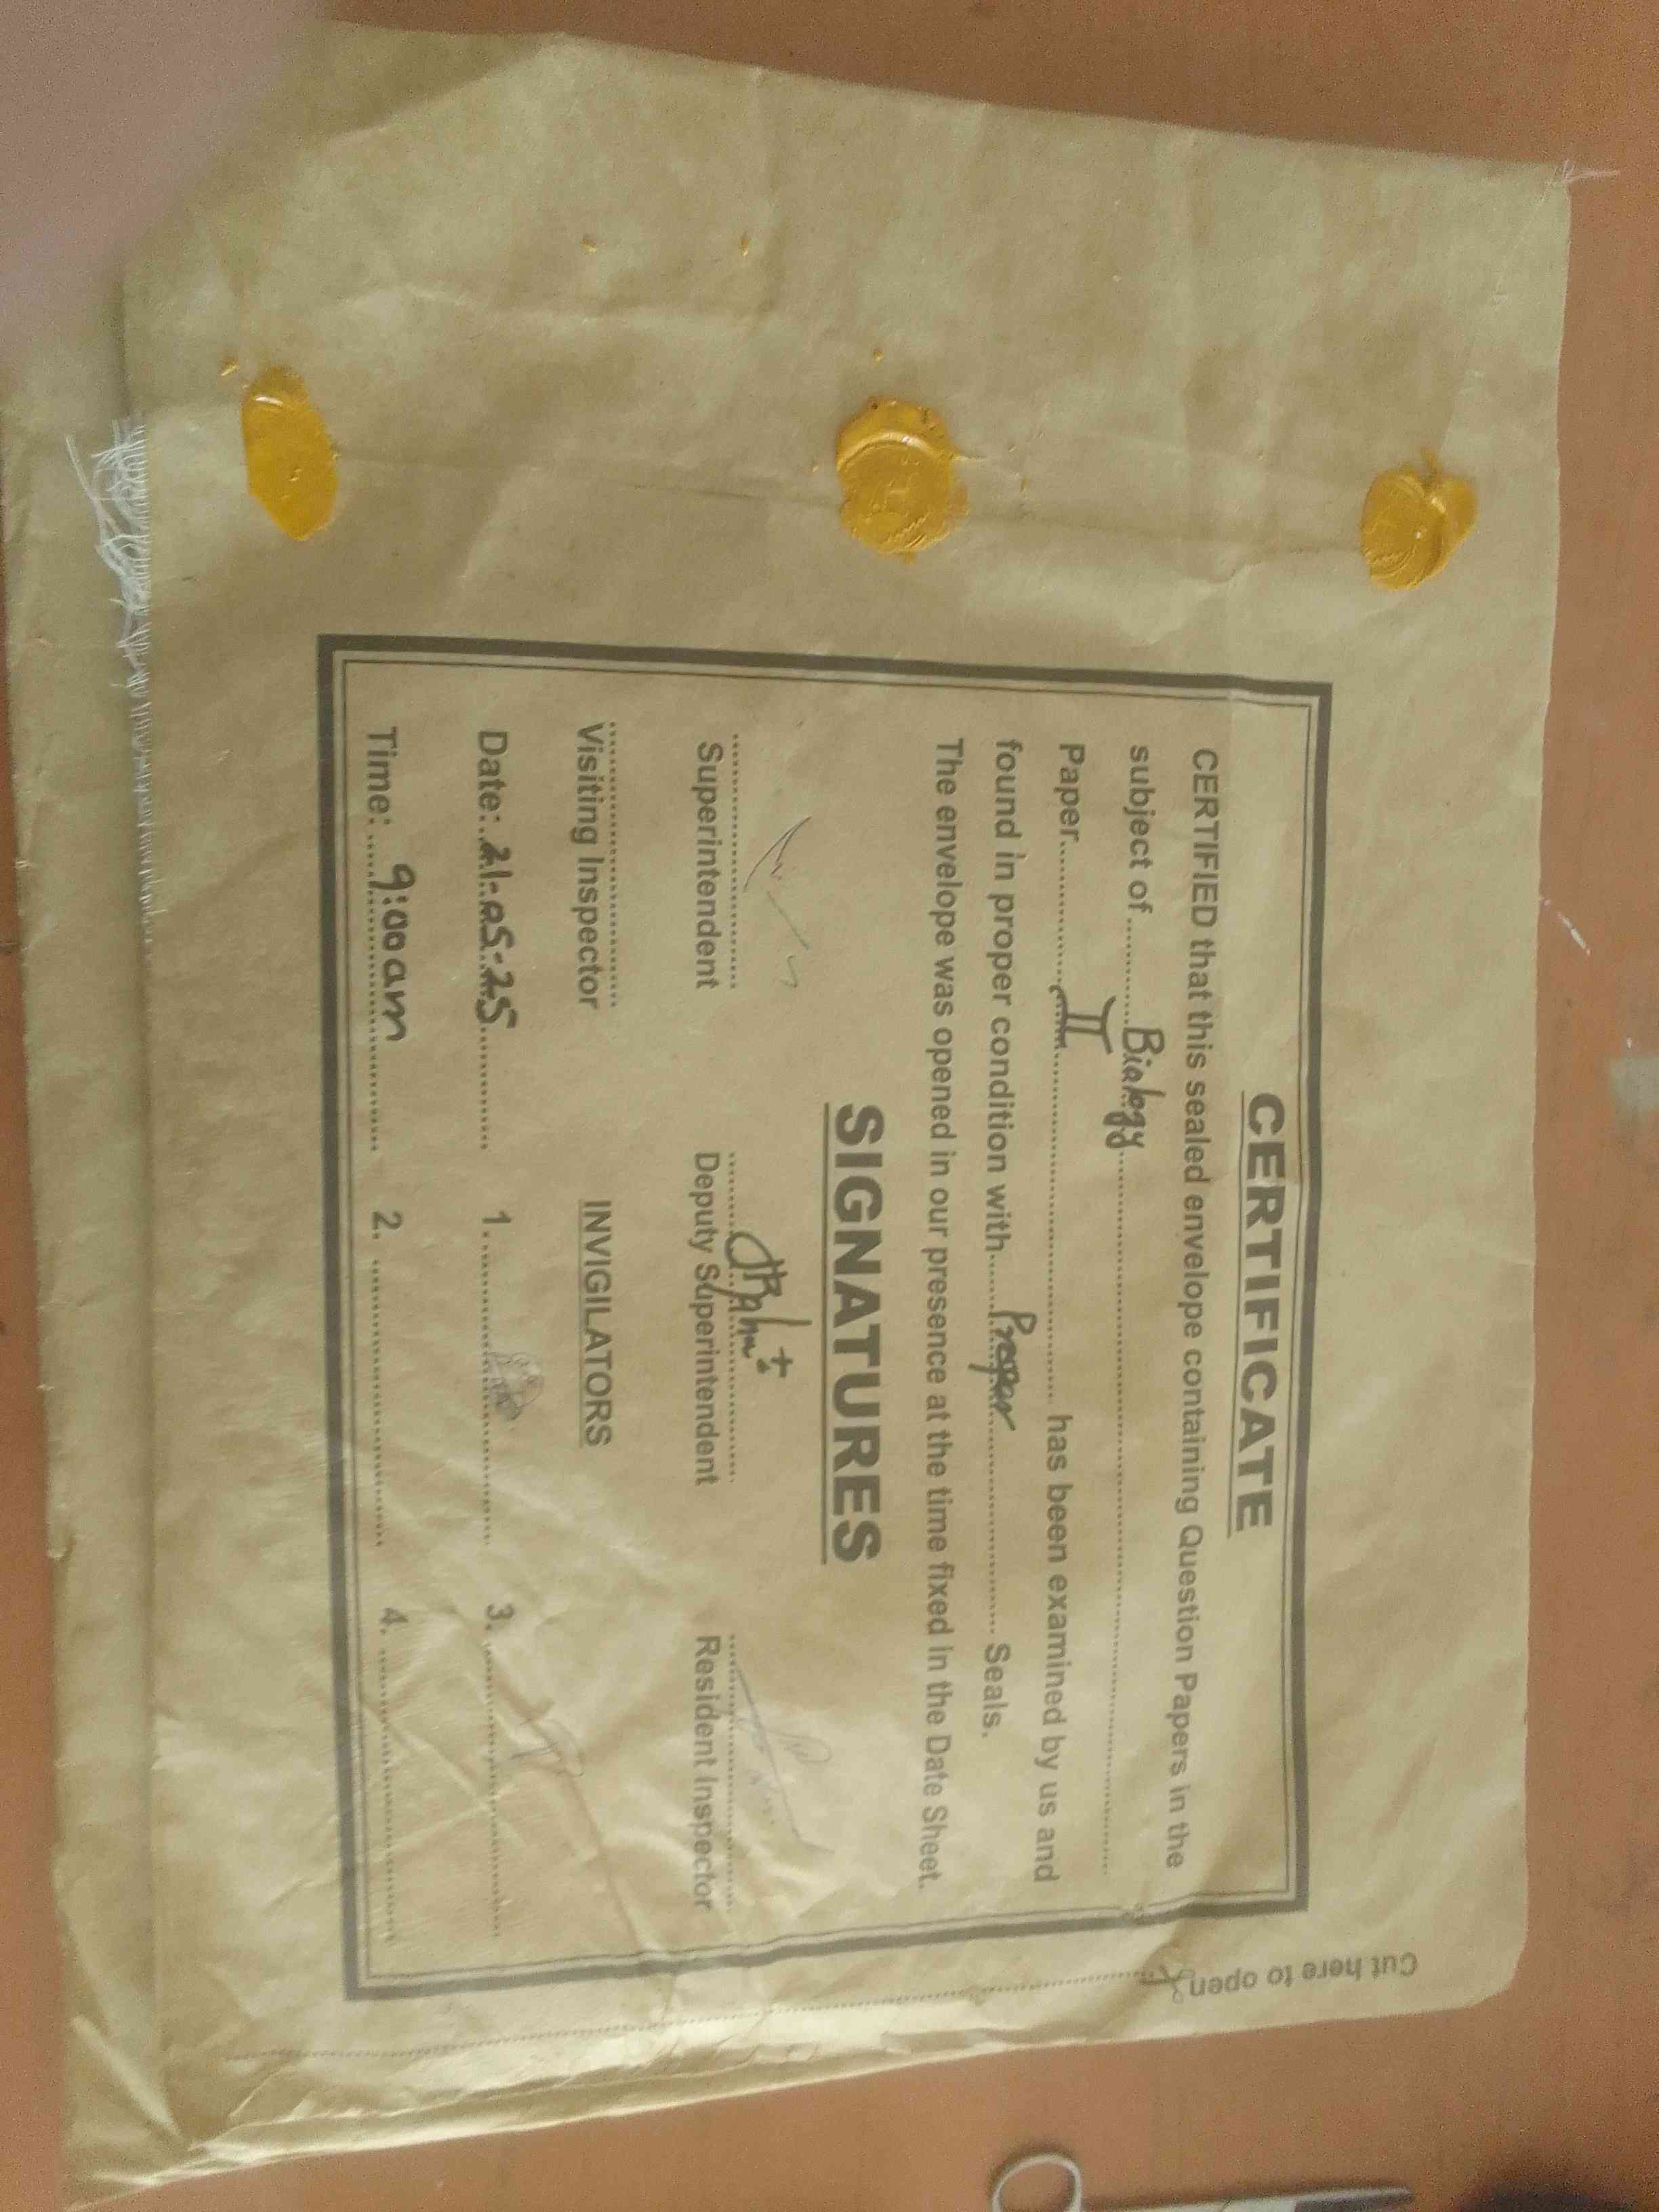 CERTIFICATE
CERTIFIED that this sealed envelope containing Question Papers in the
subject of.............Biology......................................
Paper...............II.................................... has been examined by us and
found in proper condition with......Proper..................... Seals.
The envelope was opened in our presence at the time fixed in the Date Sheet.
SIGNATURES
Superintendent Deputy Superintendent Resident Inspector
Visiting Inspector INVIGILATORS
Date: 21-05-25 1. 3.
Time: 9:00am 2. 4.
Cut here to open